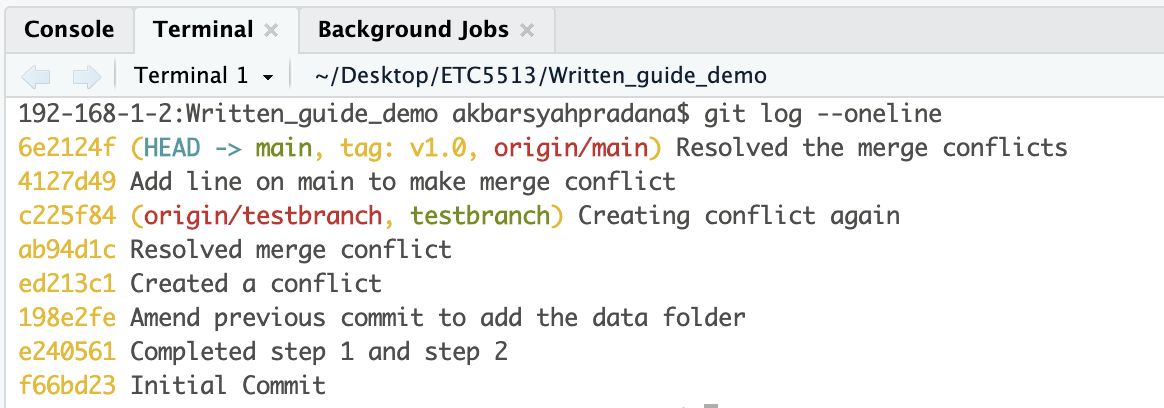 Console Terminal × Background Jobs ×
Terminal 1 ~/Desktop/ETC5513/Written_guide_demo
192-168-1-2:Written_guide_demo akbarsyahpradana$ git log --oneline
6e2124f (HEAD -> main, tag: v1.0, origin/main) Resolved the merge conflicts
4127d49 Add line on main to make merge conflict
c225f84 (origin/testbranch, testbranch) Creating conflict again
ab94d1c Resolved merge conflict
ed213c1 Created a conflict
198e2fe Amend previous commit to add the data folder
e240561 Completed step 1 and step 2
f66bd23 Initial Commit